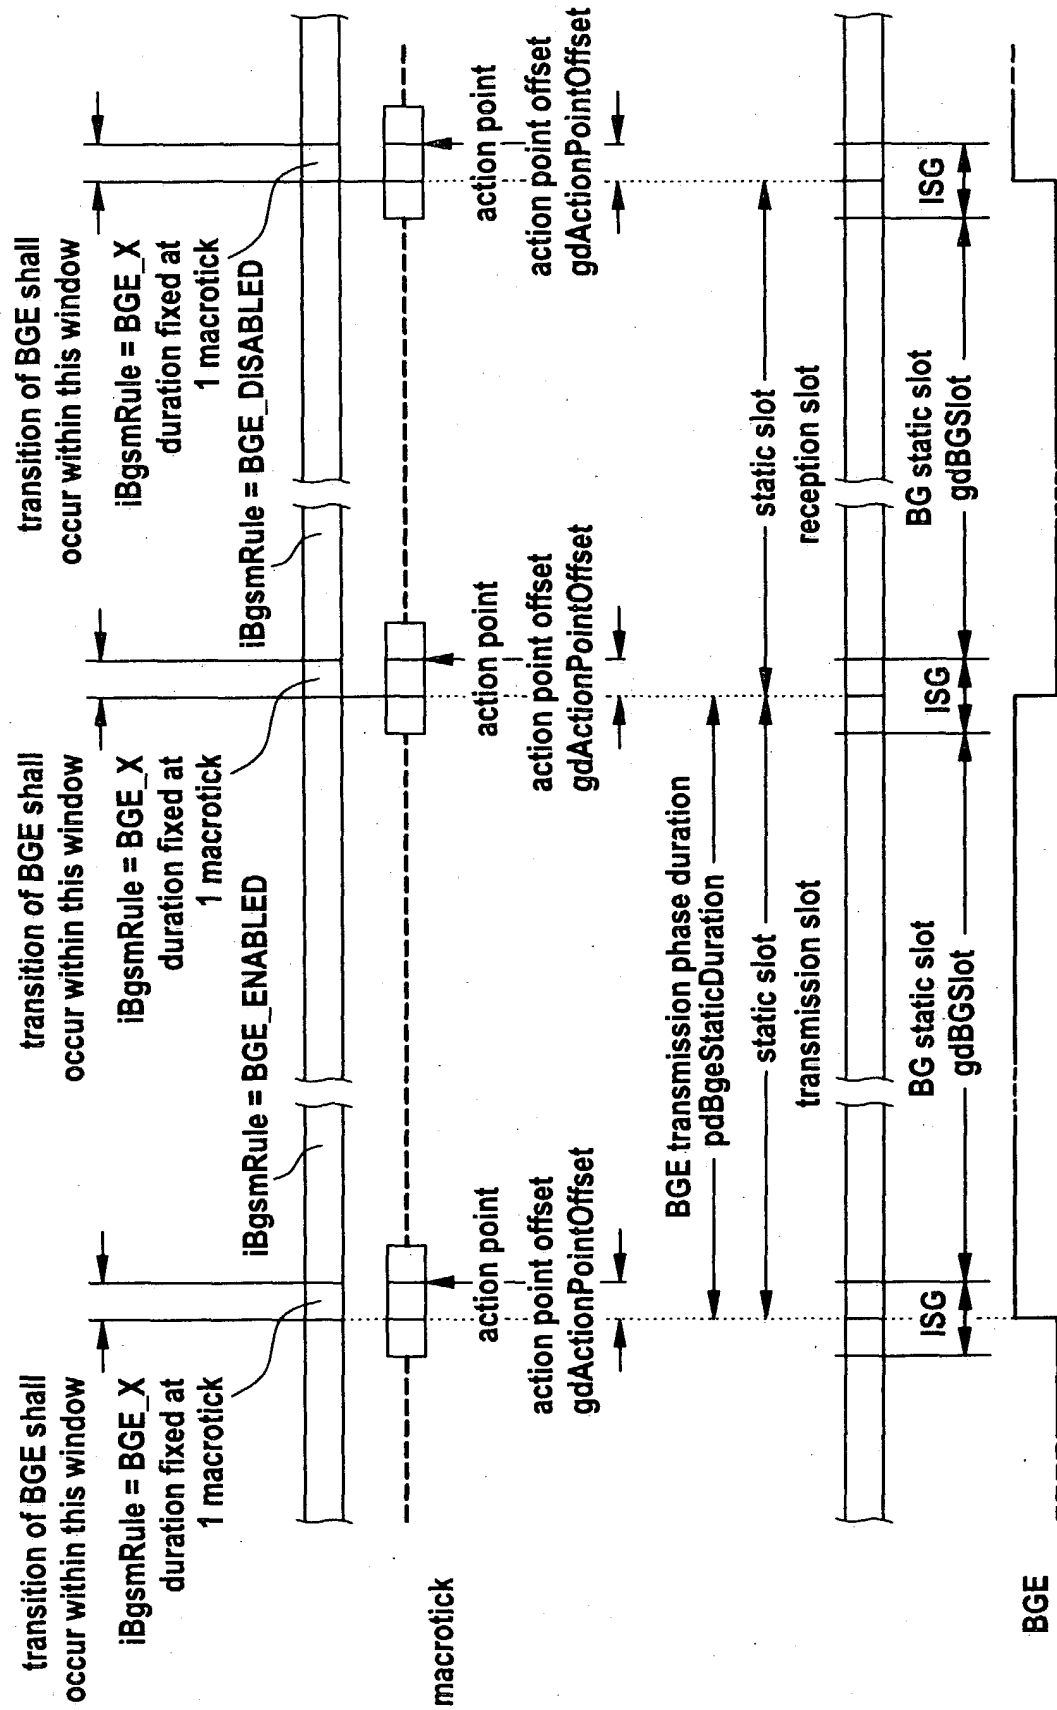 transition of BGE shall
occur within this window
iBgsmRule = BGE_X
duration fixed at
1 macrotick
iBgsmRule = BGE_ENABLED
transition of BGE shall
occur within this window
iBgsmRule = BGE_X
duration fixed at
1 macrotick
iBgsmRule = BGE_DISABLED
transition of BGE shall
occur within this window
iBgsmRule = BGE_X
duration fixed at
1 macrotick
macrotick
action point
action point offset
gdActionPointOffset
action point
action point offset
gdActionPointOffset
action point
action point offset
gdActionPointOffset
BGE transmission phase duration
pdBgeStaticDuration
static slot
transmission slot
static slot
reception slot
ISG
BG static slot
gdBGSlot
ISG
BG static slot
gdBGSlot
ISG
BGE